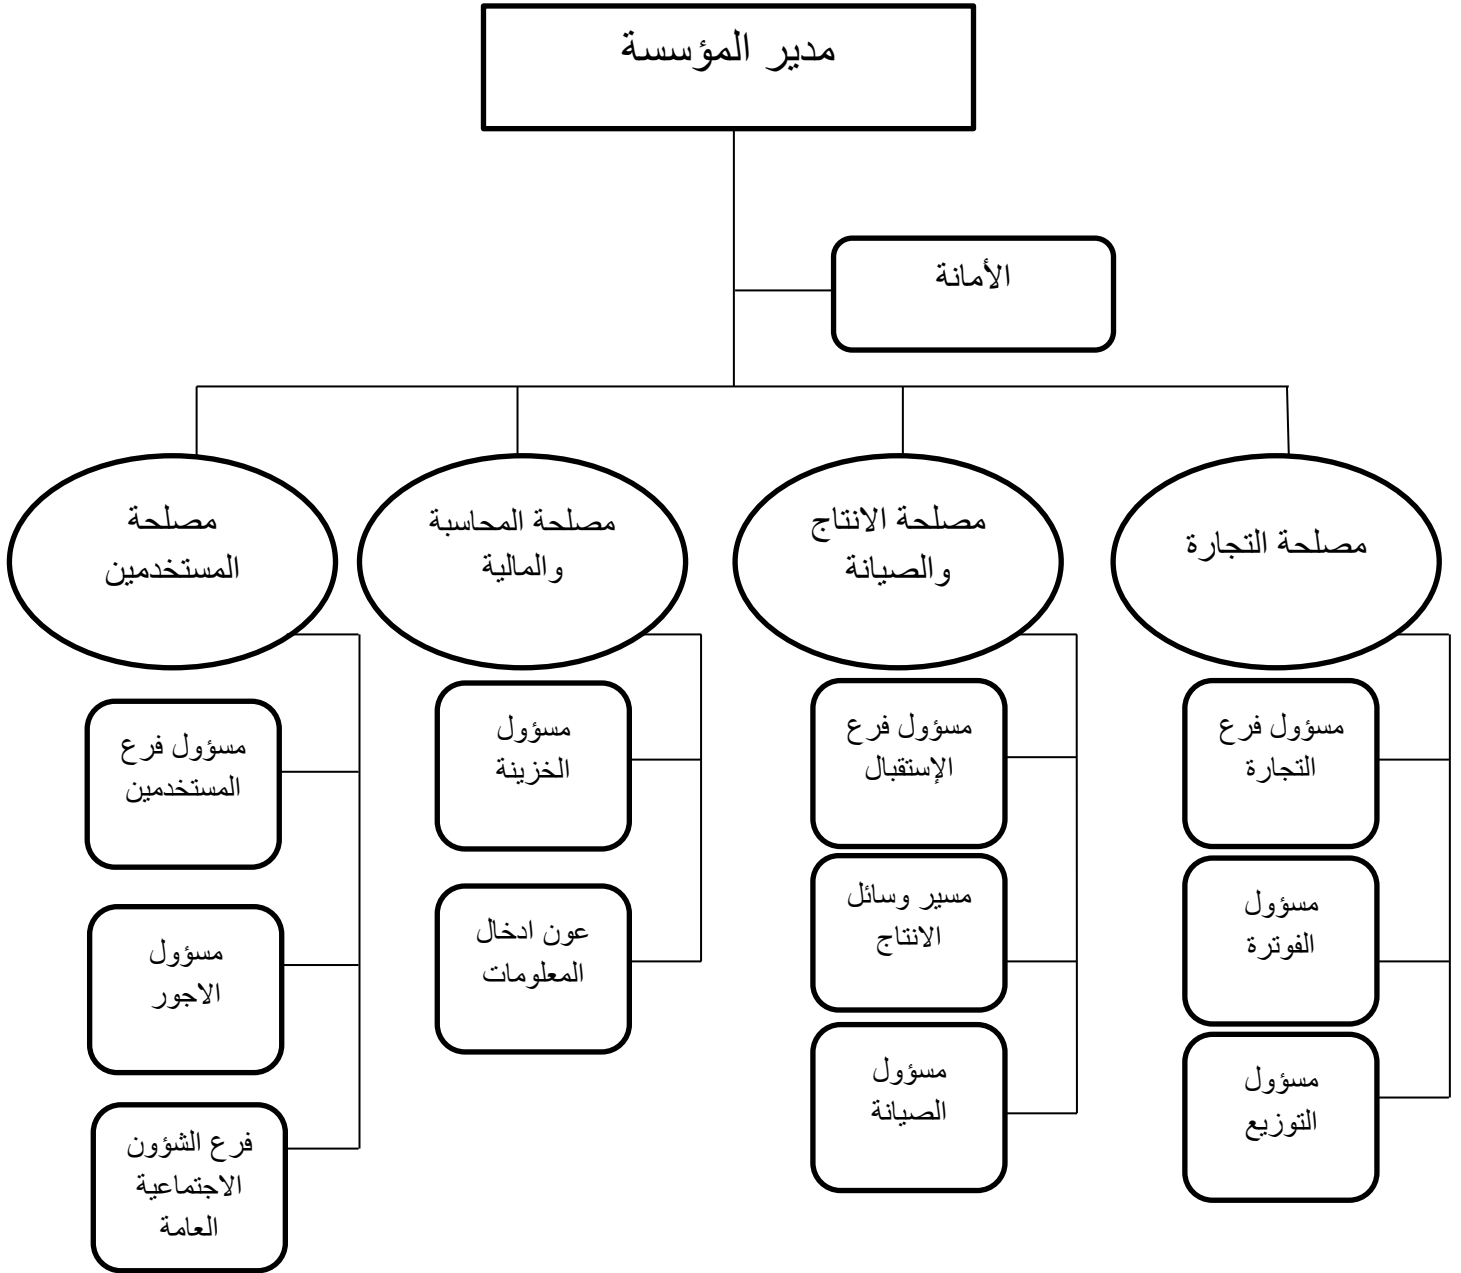 مدير المؤسسة
الأمانة
مصلحة التجارة
مصلحة الانتاج
والصيانة
مصلحة المحاسبة
والمالية
مصلحة
المستخدمين
مسؤول فرع
التجارة
مسؤول
الفوترة
مسؤول
التوزيع
مسؤول فرع
الإستقبال
مسير وسائل
الانتاج
مسؤول
الصيانة
مسؤول
الخزينة
عون ادخال
المعلومات
مسؤول فرع
المستخدمين
مسؤول
الاجور
فرع الشؤون
الاجتماعية
العامة